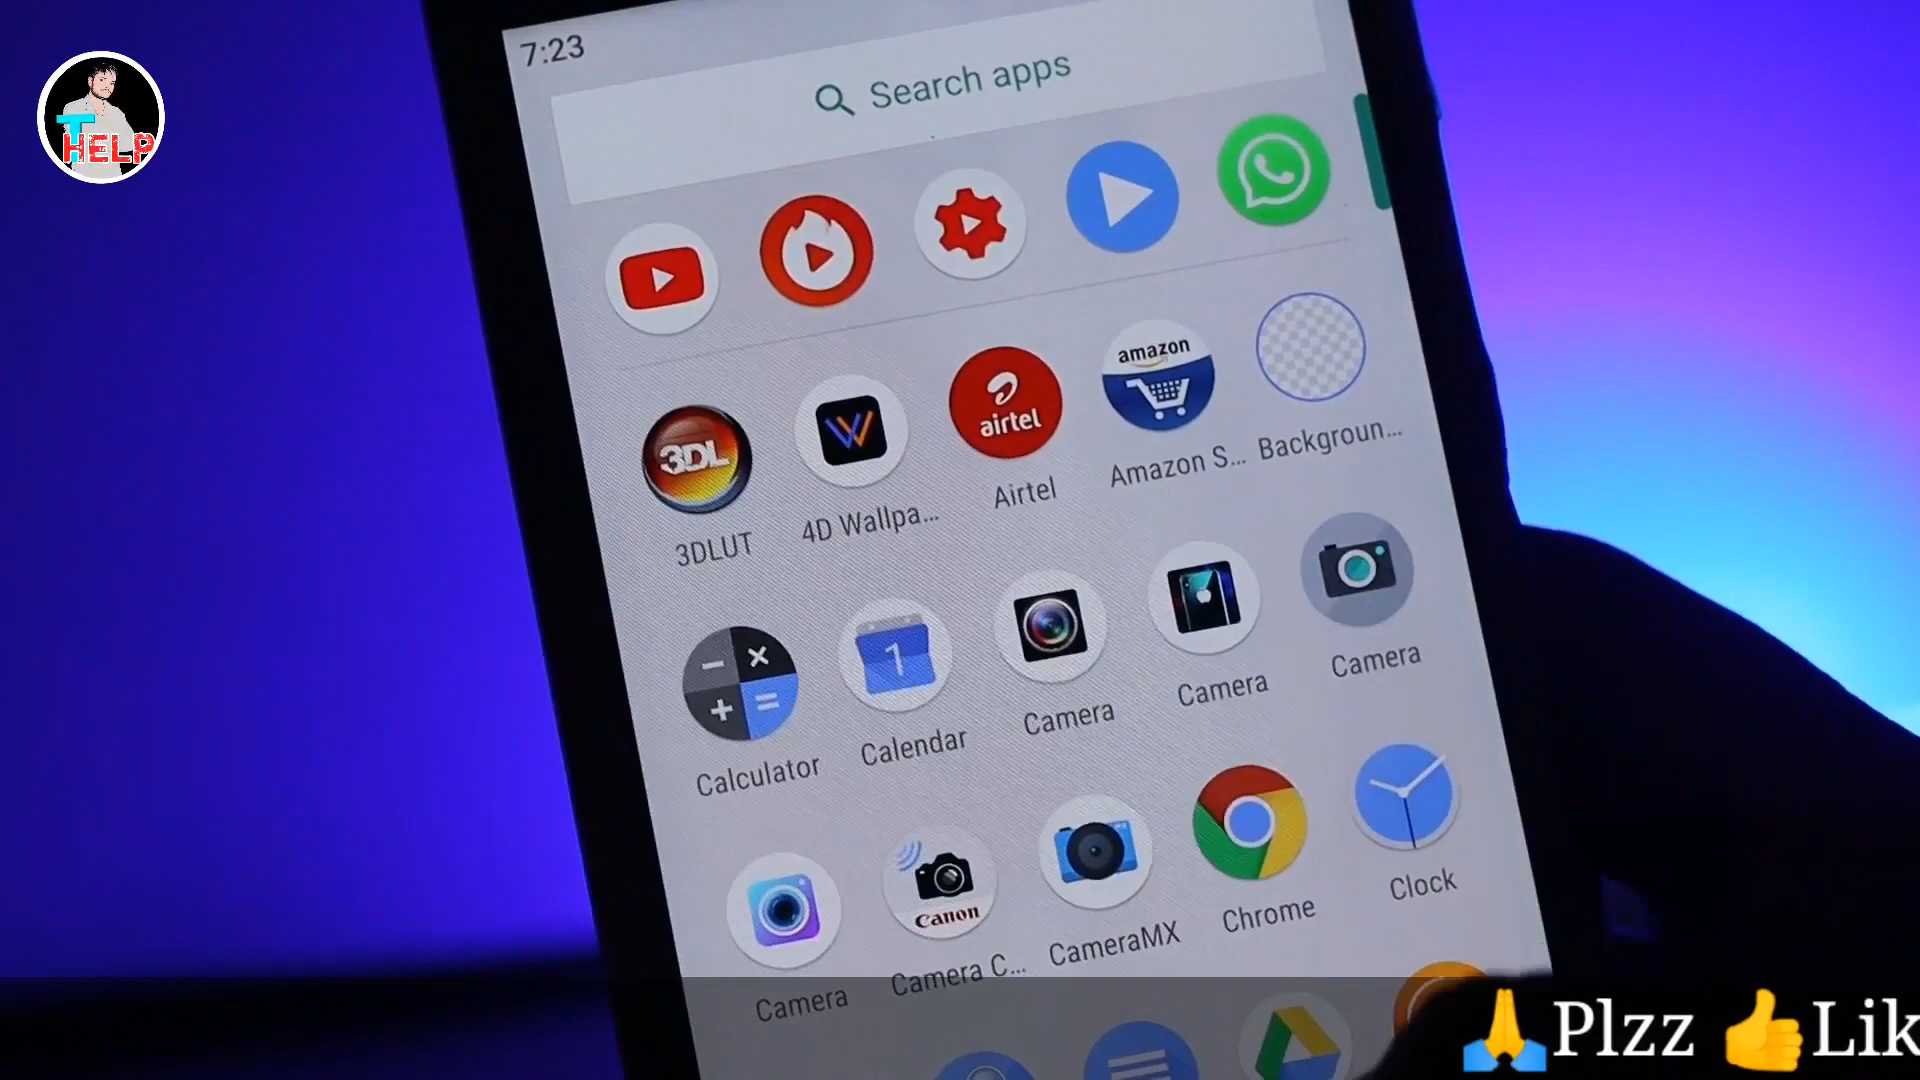 7:23
T
HELP
Search apps
3DL
airtel
amazon
3DLUT
4D Wallpa...
Airtel
Amazon S...
Backgroun...
1
Calculator
Calendar
Camera
Camera
Camera
Canon
Camera
Camera C...
CameraMX
Chrome
Clock
🙏Plzz 👍Lik